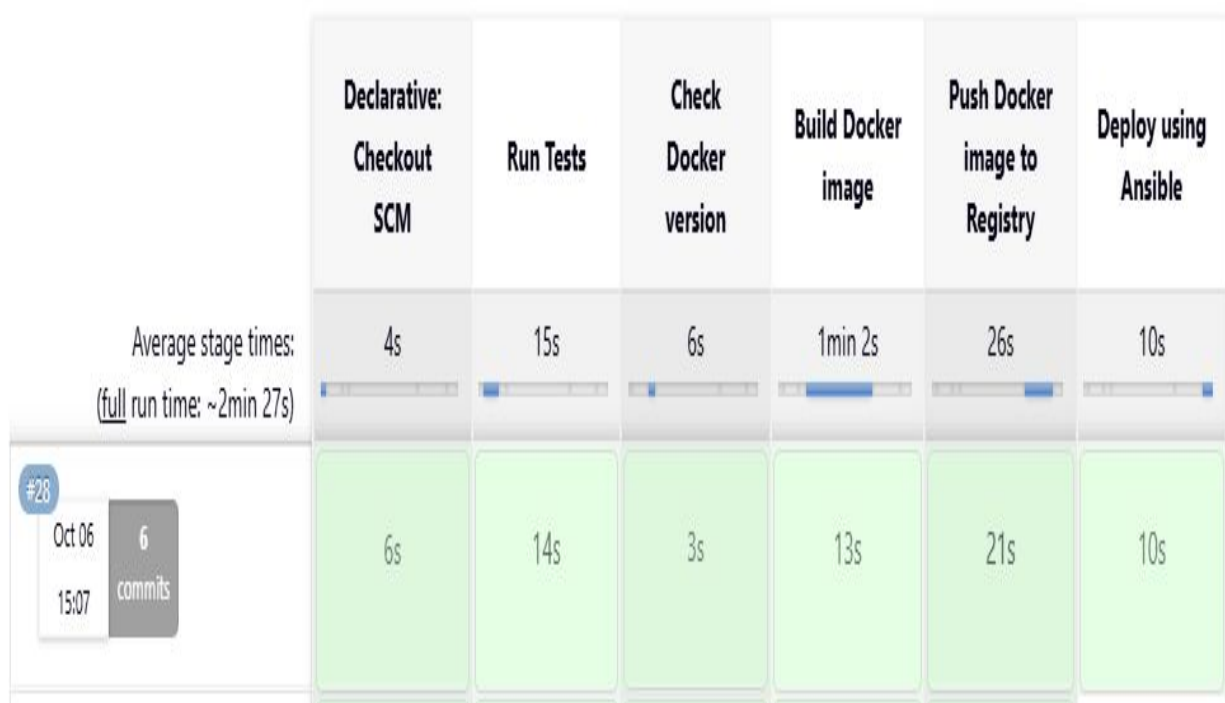 Declarative:
Checkout
SCM
Run Tests
Check
Docker
version
Build Docker
image
Push Docker
image to
Registry
Deploy using
Ansible
Average stage times:
(full run time: ~2min 27s)
4s
15s
6s
1min 2s
26s
10s
#28
Oct 06
15:07
6
commits
6s
14s
3s
13s
21s
10s